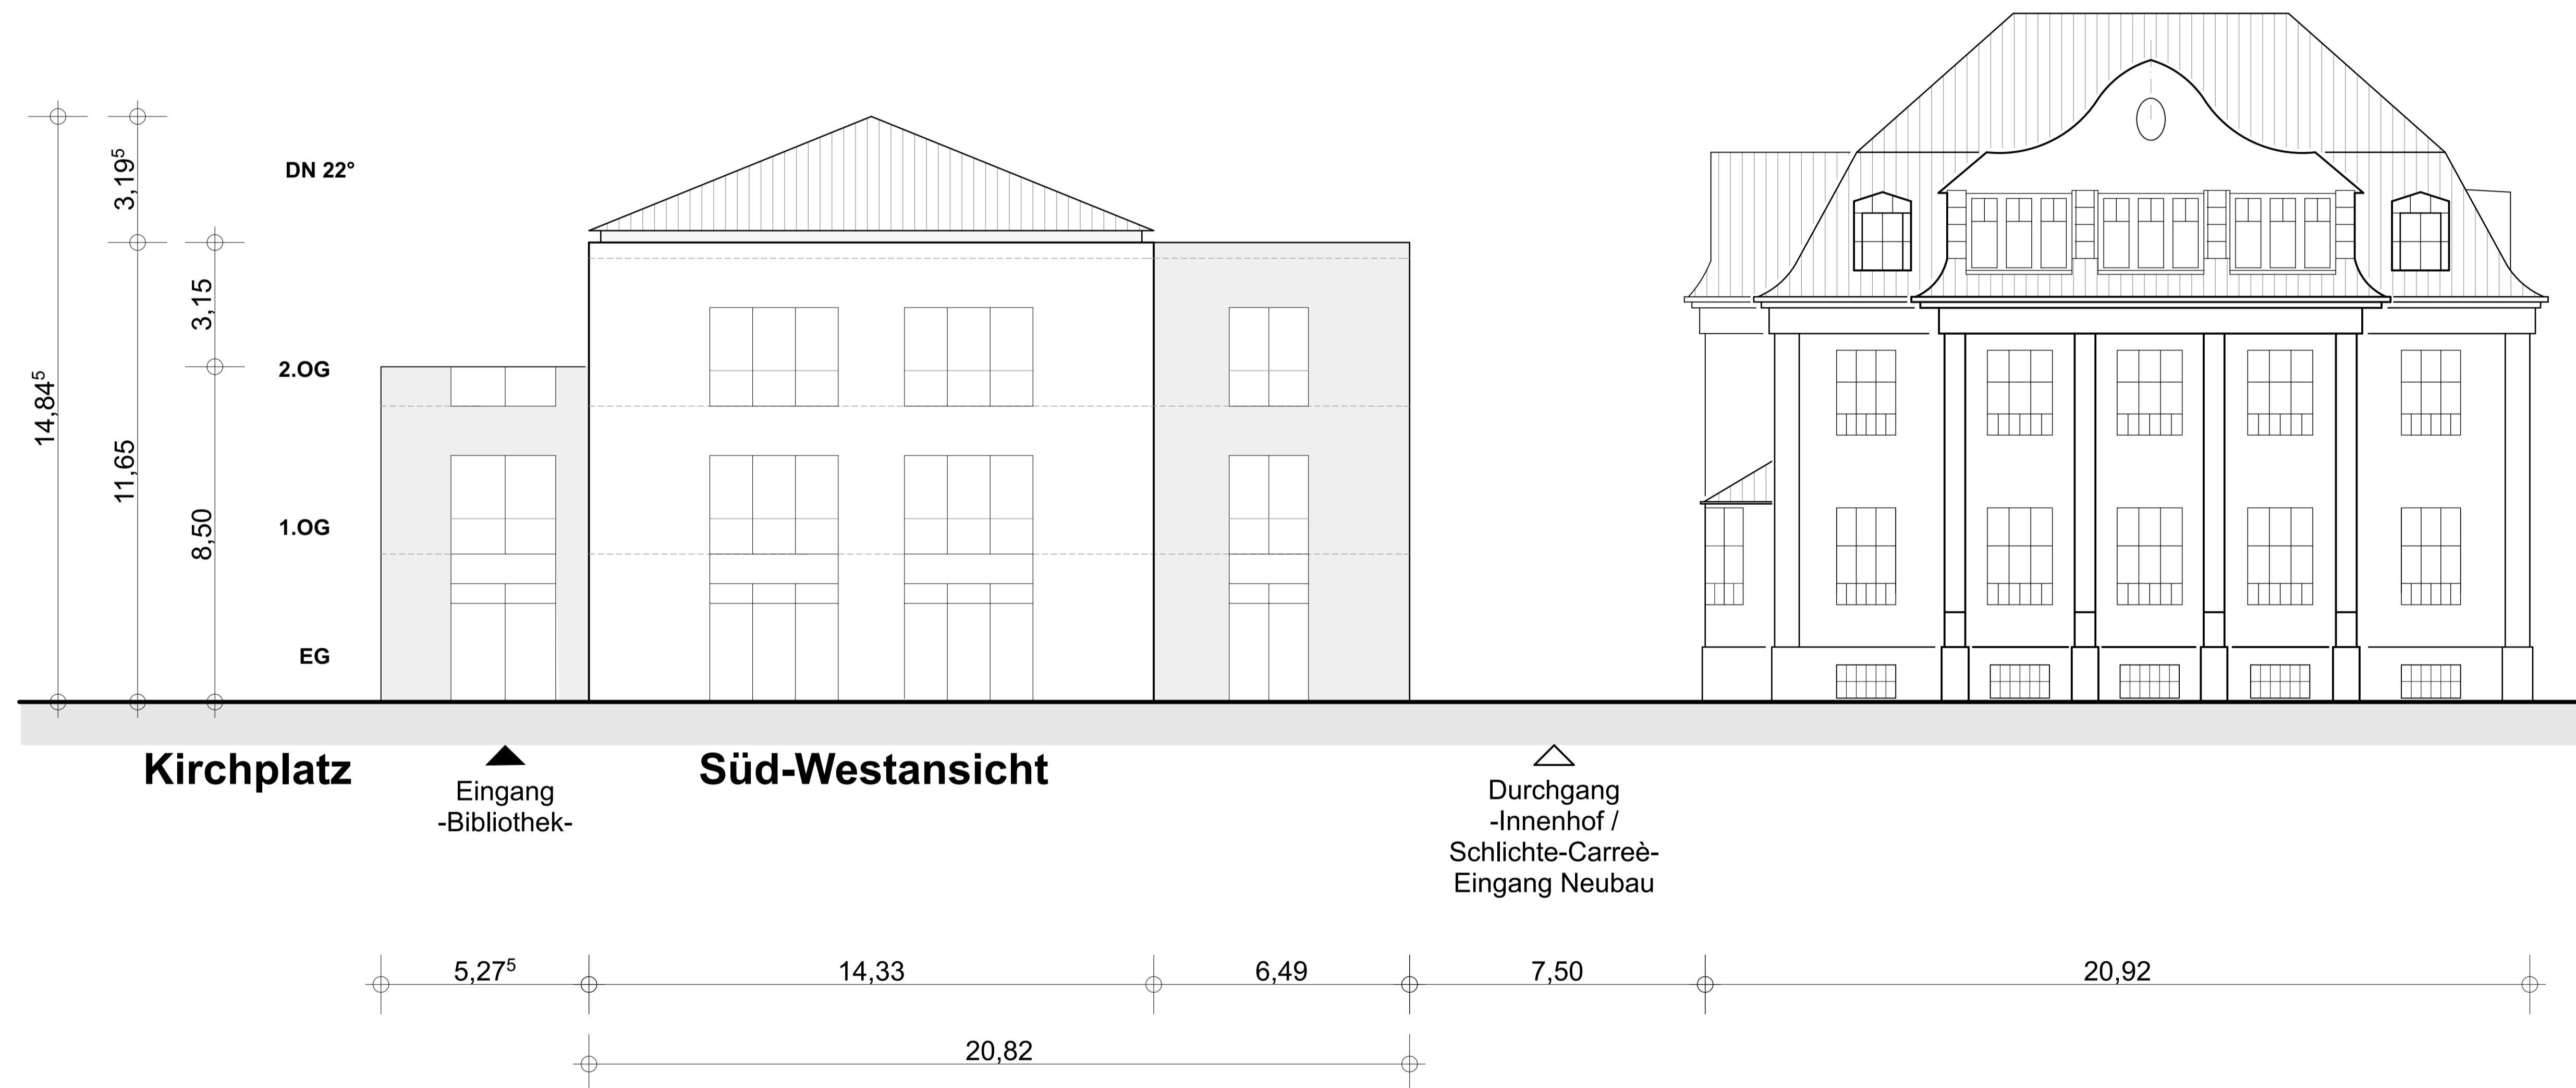 DN 22°
3,19⁵
3,15
2.OG
14,84⁵
11,65
8,50
1.OG
EG
Kirchplatz
Süd-Westansicht
Eingang
-Bibliothek-
Durchgang
-Innenhof /
Schlichte-Carreè-
Eingang Neubau
5,27⁵
14,33
6,49
7,50
20,92
20,82